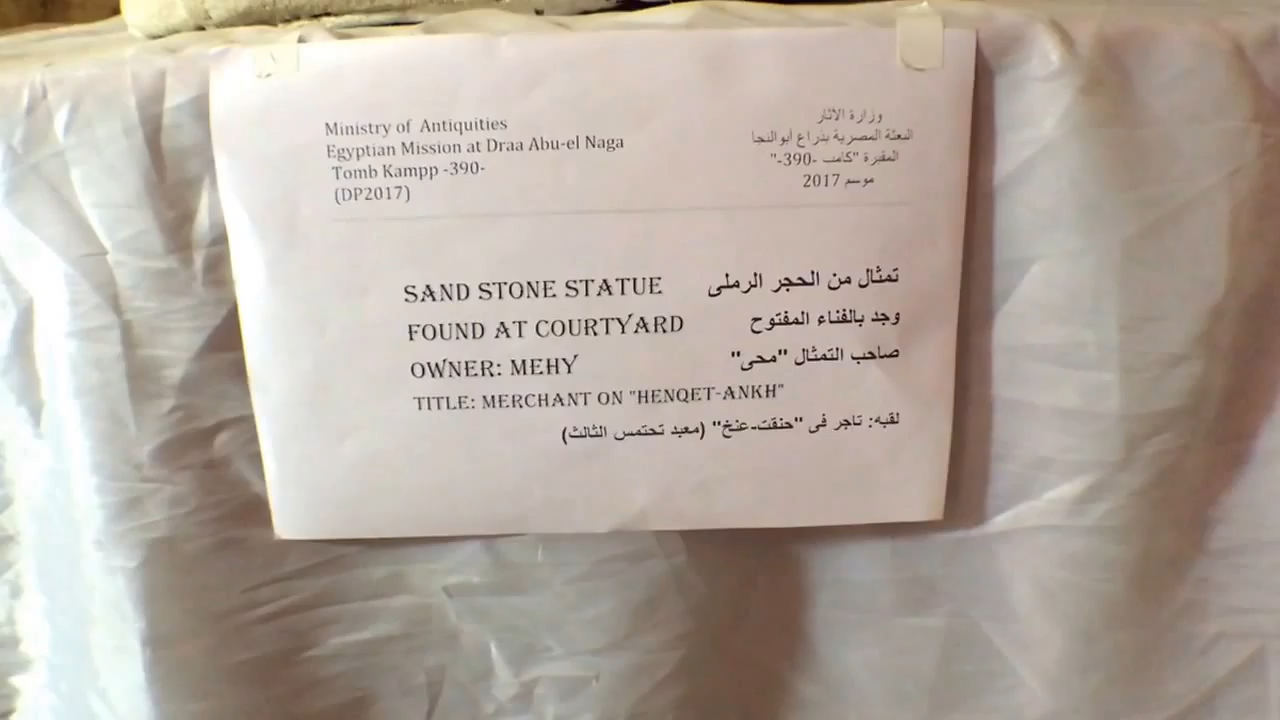 Ministry of Antiquities
Egyptian Mission at Draa Abu-el Naga
Tomb Kampp -390-
(DP2017)
وزارة الآثار
البعثة المصرية بذراع أبوالنجا
المقبرة "كامب -390-"
موسم 2017
SAND STONE STATUE
تمثال من الحجر الرملى
FOUND AT COURTYARD
وجد بالفناء المفتوح
OWNER: MEHY
صاحب التمثال "محى"
TITLE: MERCHANT ON "HENQET-ANKH"
لقبه: تاجر فى "حنقت-عنخ" (معبد تحتمس الثالث)